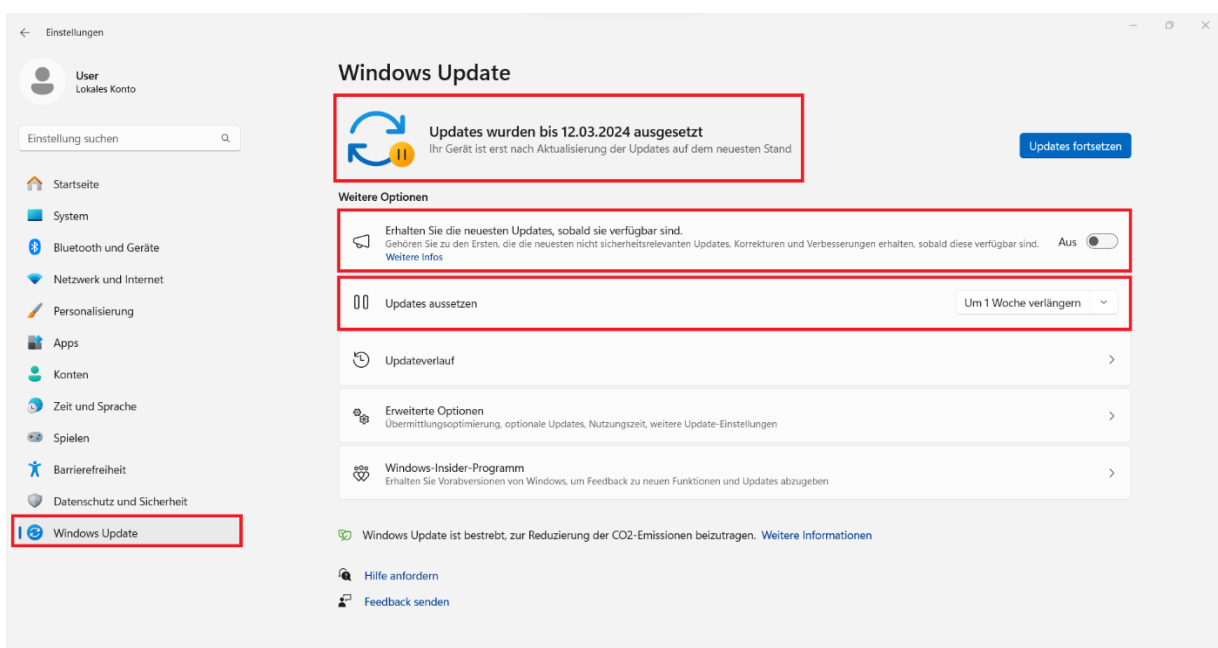 Einstellungen
User
Lokales Konto
Einstellung suchen
Startseite
System
Bluetooth und Geräte
Netzwerk und Internet
Personalisierung
Apps
Konten
Zeit und Sprache
Spielen
Barrierefreiheit
Datenschutz und Sicherheit
Windows Update
Windows Update
Updates wurden bis 12.03.2024 ausgesetzt
Ihr Gerät ist erst nach Aktualisierung der Updates auf dem neuesten Stand
Updates fortsetzen
Weitere Optionen
Erhalten Sie die neuesten Updates, sobald sie verfügbar sind.
Gehören Sie zu den Ersten, die die neuesten nicht sicherheitsrelevanten Updates, Korrekturen und Verbesserungen erhalten, sobald diese verfügbar sind.
Weitere Infos
Aus
Updates aussetzen
Um 1 Woche verlängern
Updateverlauf
Erweiterte Optionen
Übermittlungsoptimierung, optionale Updates, Nutzungszeit, weitere Update-Einstellungen
Windows-Insider-Programm
Erhalten Sie Vorabversionen von Windows, um Feedback zu neuen Funktionen und Updates abzugeben
Windows Update ist bestrebt, zur Reduzierung der CO2-Emissionen beizutragen. Weitere Informationen
Hilfe anfordern
Feedback senden